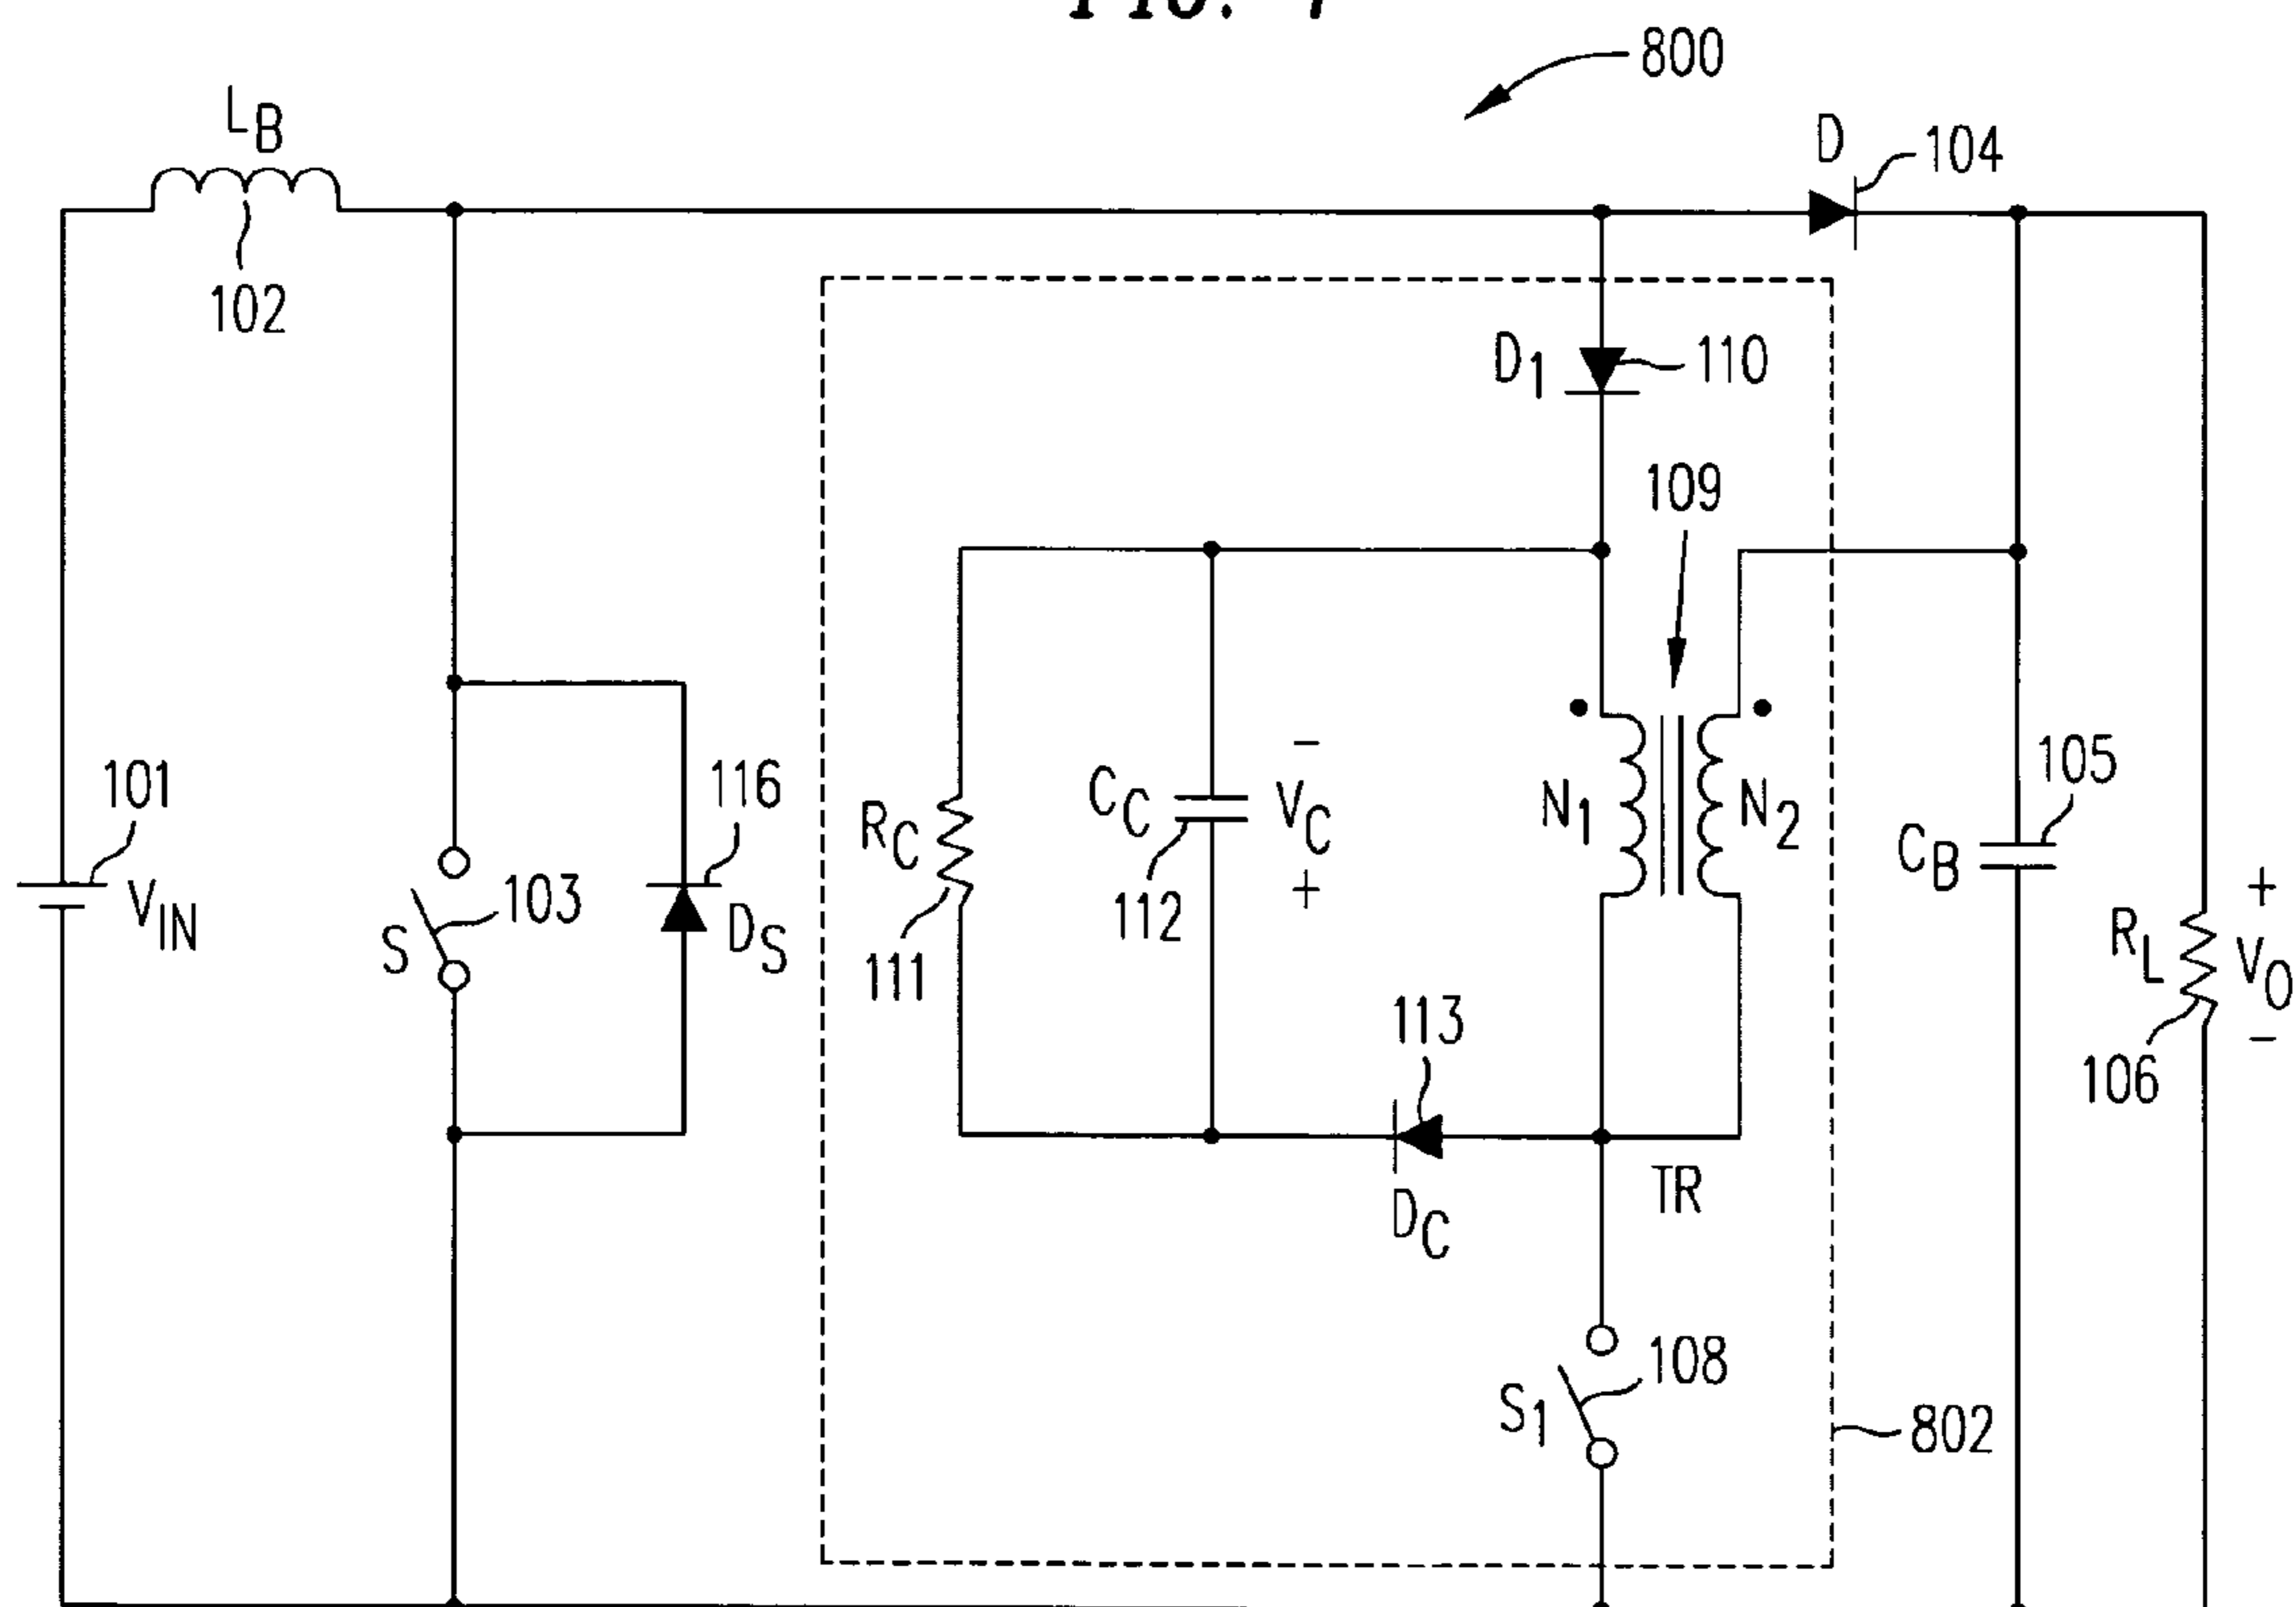 800
L_B
D
104
102
D_1
110
109
101
V_IN
S
103
116
D_S
R_C
111
C_C
112
−
V_C
+
N_1
N_2
C_B
105
+
R_L
V_O
−
106
113
D_C
TR
S_1
108
802